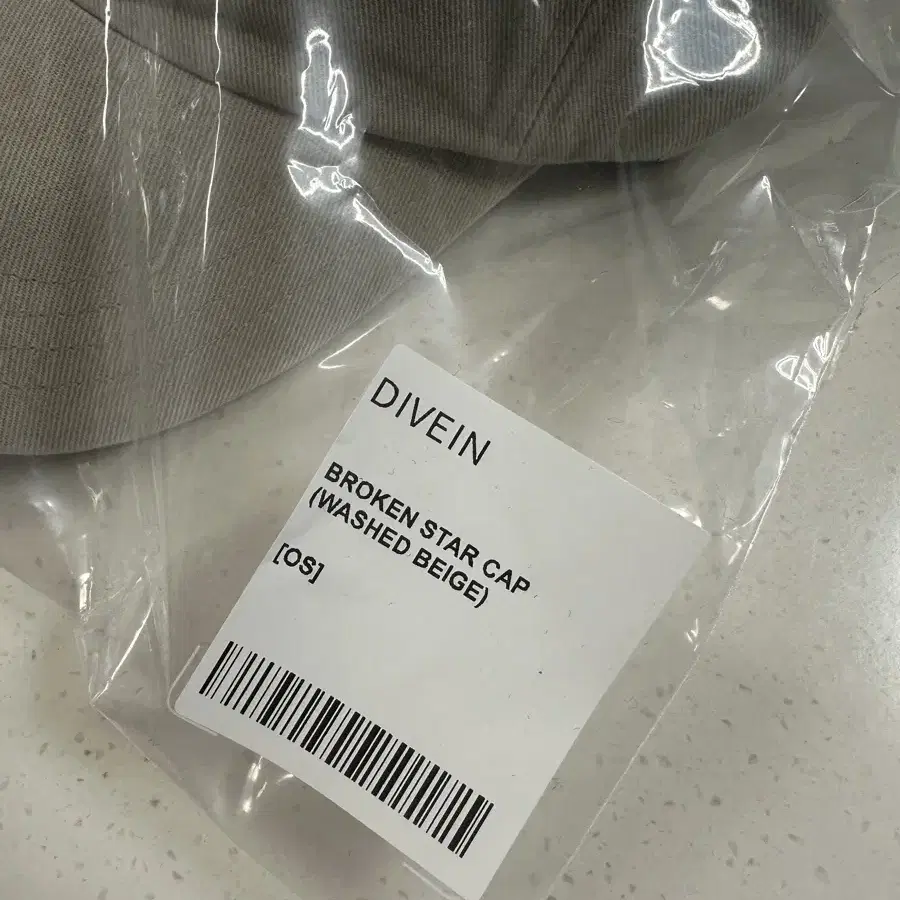 DIVEIN
BROKEN STAR CAP
(WASHED BEIGE)
[OS]